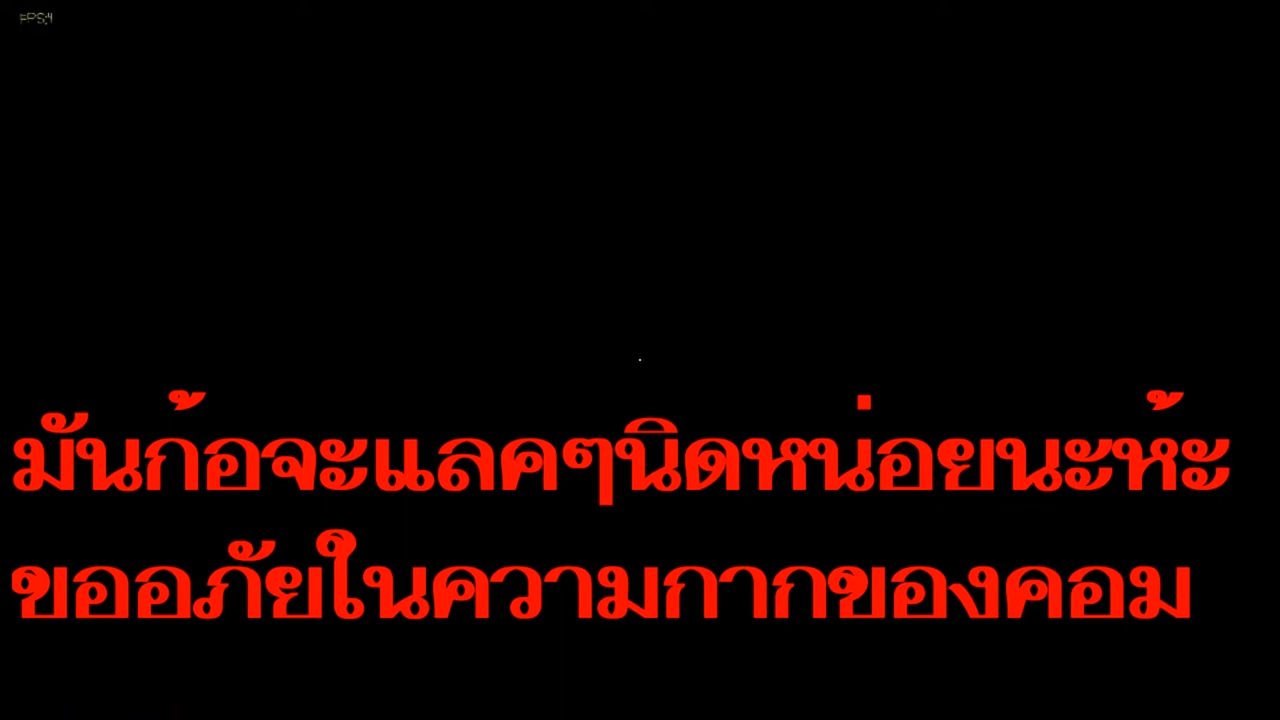 มันก้อจะแลคๆนิดหน่อยนะห้ะ
ขออภัยในความกากของคอม